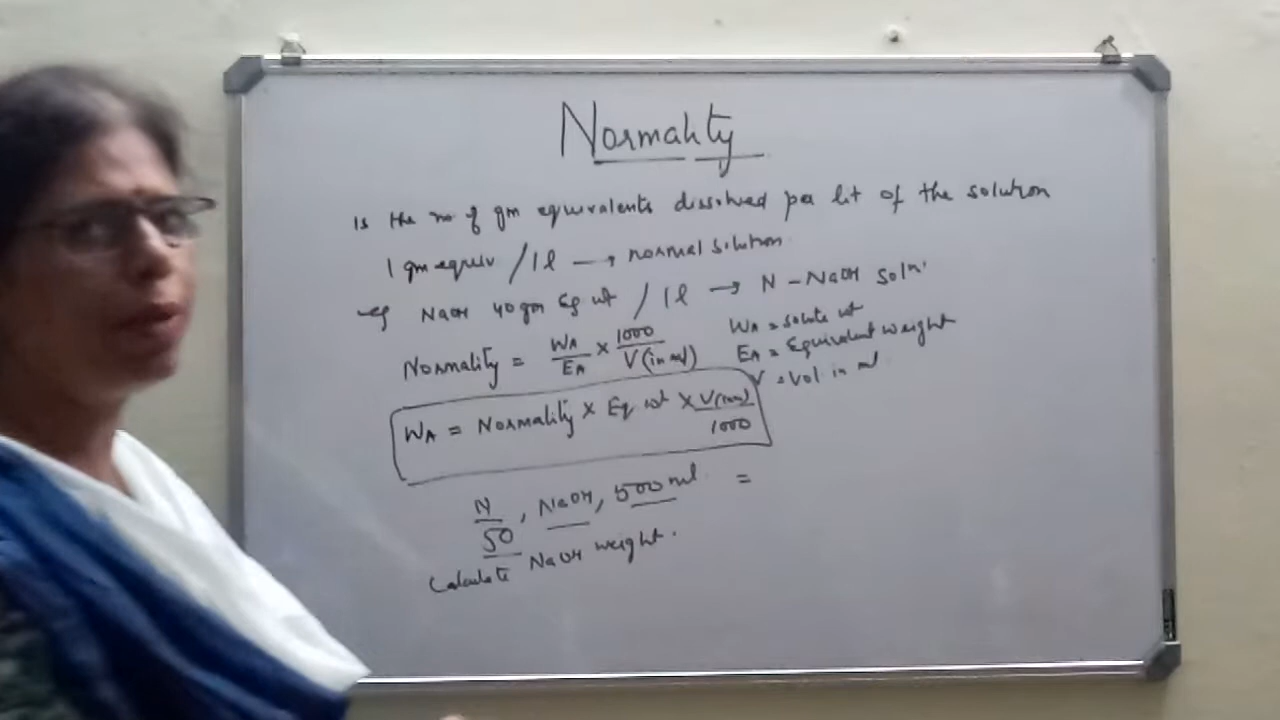 Normality
Is the no of gm equivalents dissolved per lit of the solution
1 gm equiv / 1 l → normal solution
eg NaOH 40 gm Eq wt / 1 l → N - NaOH soln.
Normality = WA/EA × 1000/V(in ml)
WA = solute wt
EA = Equivalent weight
V = Vol in ml
WA = Normality × Eq wt × V(in ml)/1000
N/50, NaOH, 500 ml. =
Calculate NaOH weight.